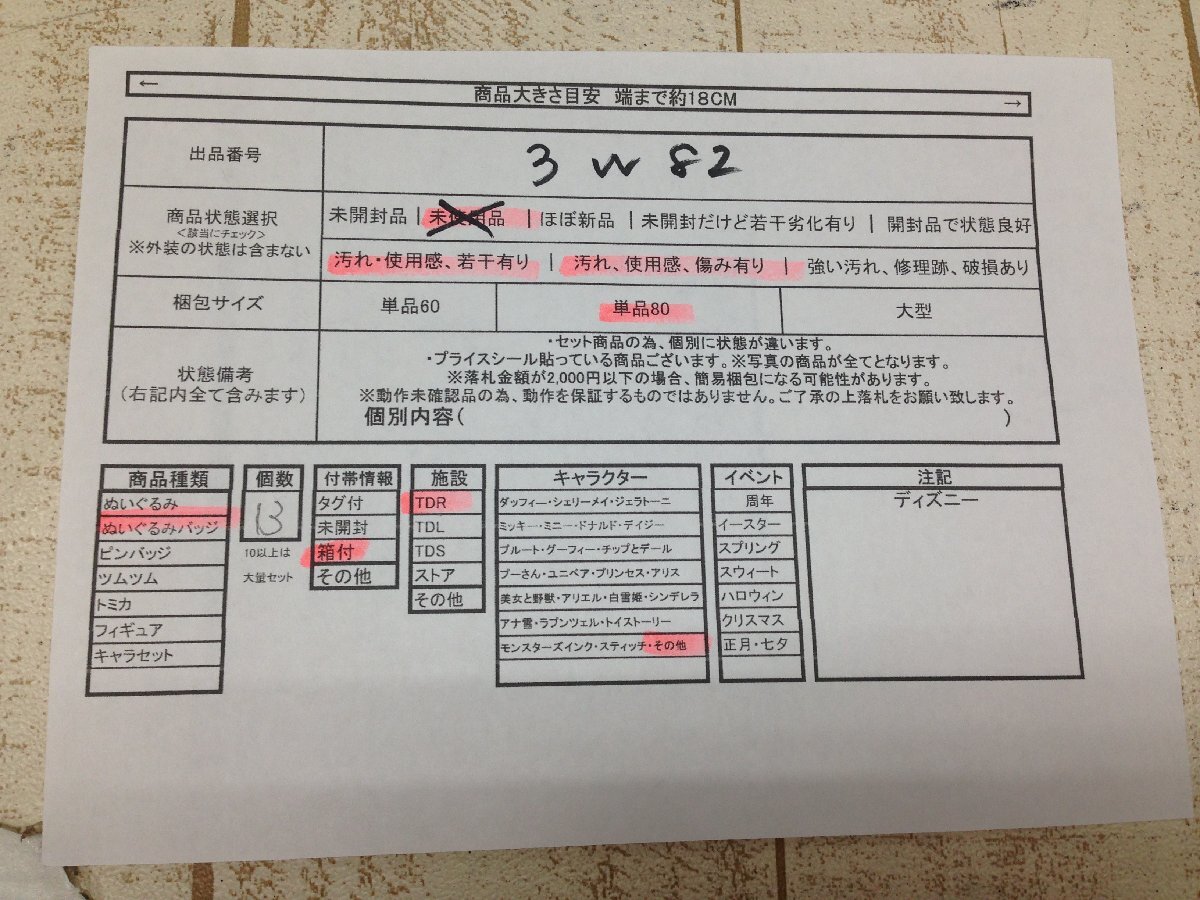 ← 商品大きさ目安 端まで約18CM →
出品番号 3 W 82
商品状態選択
<該当にチェック>
※外装の状態は含まない
未開封品 | 未使用品 | ほぼ新品 | 未開封だけど若干劣化有り | 開封品で状態良好
汚れ・使用感、若干有り | 汚れ、使用感、傷み有り | 強い汚れ、修理跡、破損あり
梱包サイズ 単品60 単品80 大型
状態備考
(右記内全て含みます)
・セット商品の為、個別に状態が違います。
・プライスシール貼っている商品ございます。※写真の商品が全てとなります。
※落札金額が2,000円以下の場合、簡易梱包になる可能性があります。
※動作未確認品の為、動作を保証するものではありません。ご了承の上落札をお願い致します。
個別内容( )
商品種類
ぬいぐるみ
ぬいぐるみバッジ
ピンバッジ
ツムツム
トミカ
フィギュア
キャラセット
個数
13
10以上は
大量セット
付帯情報
タグ付
未開封
箱付
その他
施設
TDR
TDL
TDS
ストア
その他
キャラクター
ダッフィー・シェリーメイ・ジェラトーニ
ミッキー・ミニー・ドナルド・デイジー
プルート・グーフィー・チップとデール
プーさん・ユニベア・プリンセス・アリス
美女と野獣・アリエル・白雪姫・シンデレラ
アナ雪・ラプンツェル・トイストーリー
モンスターズインク・スティッチ・その他
イベント
周年
イースター
スプリング
スウィート
ハロウィン
クリスマス
正月・七夕
注記
ディズニー